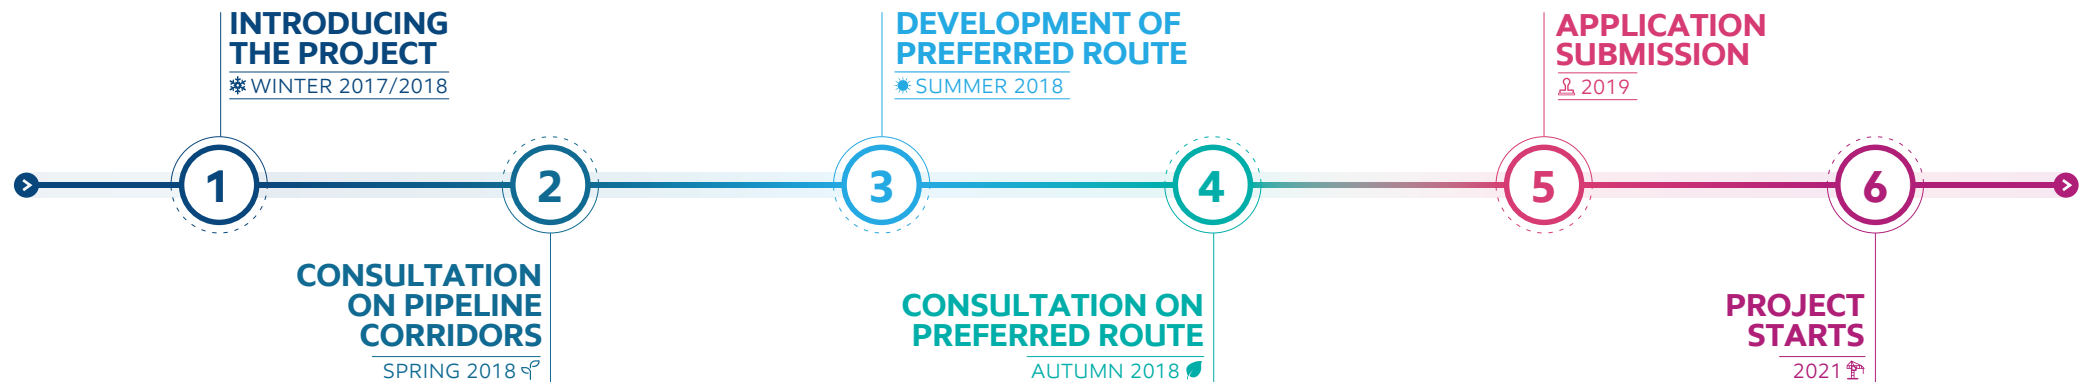 INTRODUCING
THE PROJECT
WINTER 2017/2018
1
2
CONSULTATION
ON PIPELINE
CORRIDORS
SPRING 2018
DEVELOPMENT OF
PREFERRED ROUTE
SUMMER 2018
3
4
CONSULTATION ON
PREFERRED ROUTE
AUTUMN 2018
APPLICATION
SUBMISSION
2019
5
6
PROJECT
STARTS
2021